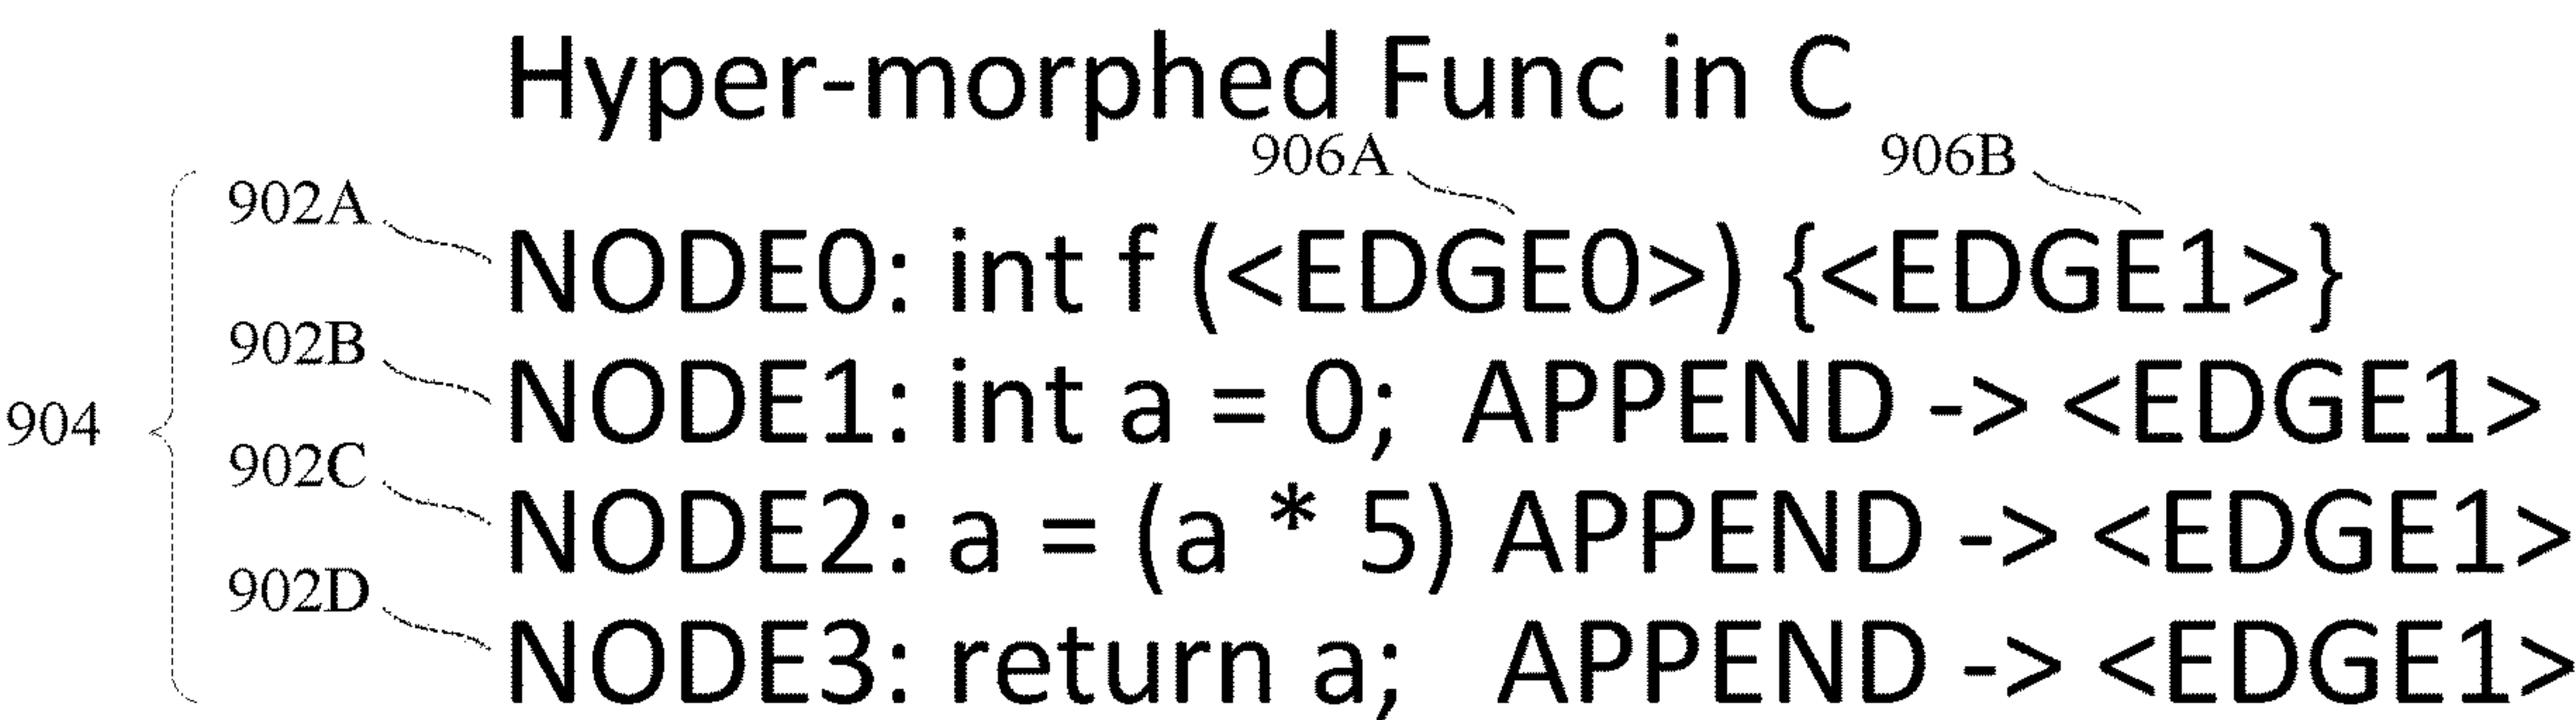 Hyper-morphed Func in C
906A 906B
902A NODE0: int f (<EDGE0>) {<EDGE1>}
902B NODE1: int a = 0; APPEND -> <EDGE1>
904
902C NODE2: a = (a * 5) APPEND -> <EDGE1>
902D NODE3: return a; APPEND -> <EDGE1>